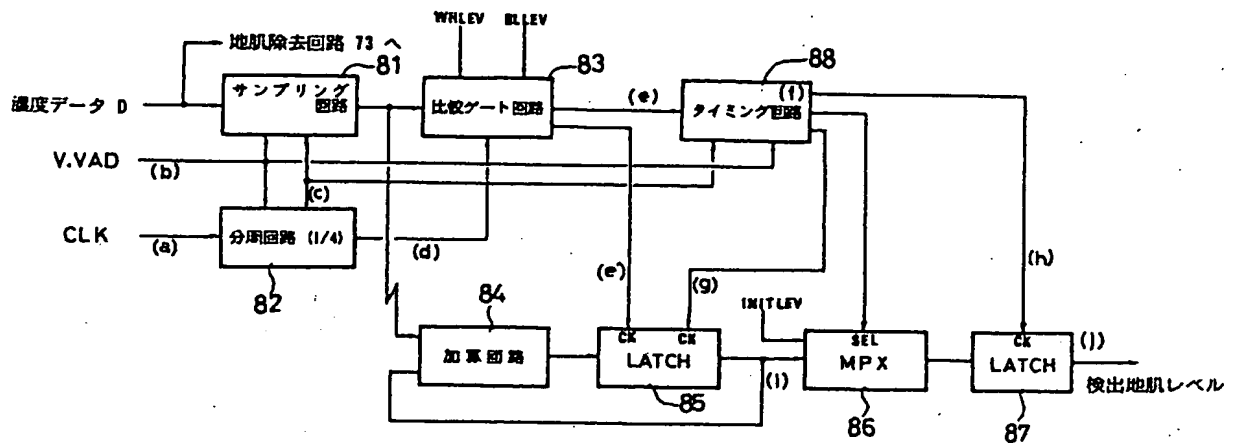 WHLEV BLLEV
地肌除去回路 73 へ
81
83
88
濃度データ D
サンプリング
回路
比較ゲート回路
(e)
(f)
タイミング回路
V.VAD
(b)
(c)
CLK
(a)
分周回路 (1/4)
(d)
82
(e')
(g)
(h)
84
INITLEV
加算回路
CK CK
LATCH
85
(i)
SEL
MPX
86
CK
LATCH
87
(j)
検出地肌レベル